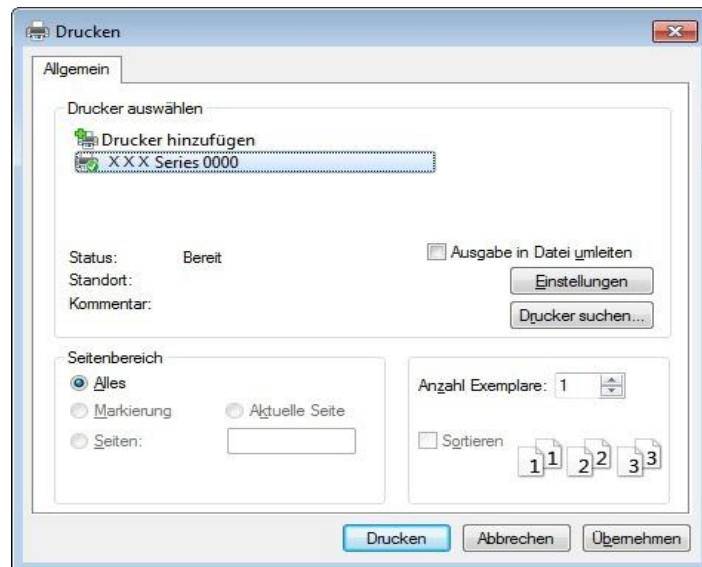 Drucken
Allgemein
Drucker auswählen
Drucker hinzufügen
XXX Series 0000
Status: Bereit
Standort:
Kommentar:
Ausgabe in Datei umleiten
Einstellungen
Drucker suchen...
Seitenbereich
Alles
Markierung
Aktuelle Seite
Seiten:
Anzahl Exemplare: 1
Sortieren
1 1 2 2 3 3
Drucken
Abbrechen
Übernehmen